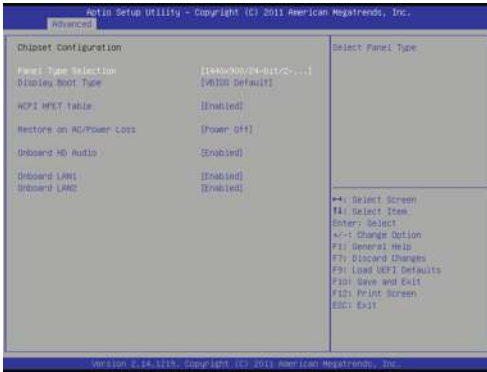 Aptio Setup Utility - Copyright (C) 2011 American Megatrends, Inc.
Advanced
Chipset Configuration
Panel Type Selection [1440x900/24-bit/2-...]
Display Boot Type [VBIOS Default]
ACPI HPET table [Enabled]
Restore on AC/Power Loss [Power Off]
Onboard HD Audio [Enabled]
Onboard LAN1 [Enabled]
Onboard LAN2 [Enabled]
Select Panel Type
↔: Select Screen
↑↓: Select Item
Enter: Select
+/-: Change Option
F1: General Help
F7: Discard Changes
F9: Load UEFI Defaults
F10: Save and Exit
F12: Print Screen
ESC: Exit
Version 2.14.1219. Copyright (C) 2011 American Megatrends, Inc.